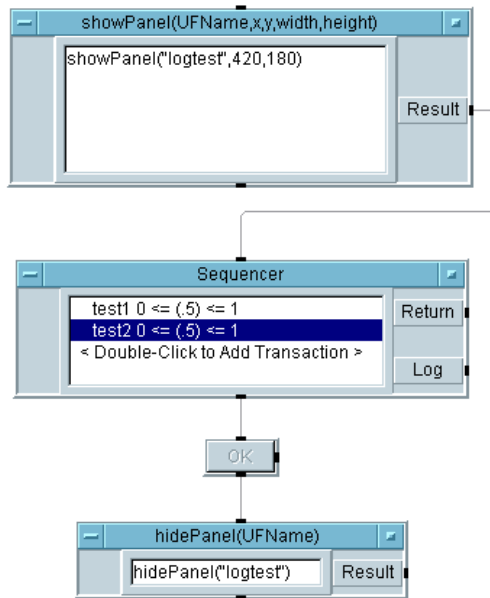 showPanel(UFName,x,y,width,height)
showPanel("logtest",420,180)
Result
Sequencer
test1 0 <= (.5) <= 1
test2 0 <= (.5) <= 1
< Double-Click to Add Transaction >
Return
Log
OK
hidePanel(UFName)
hidePanel("logtest")
Result